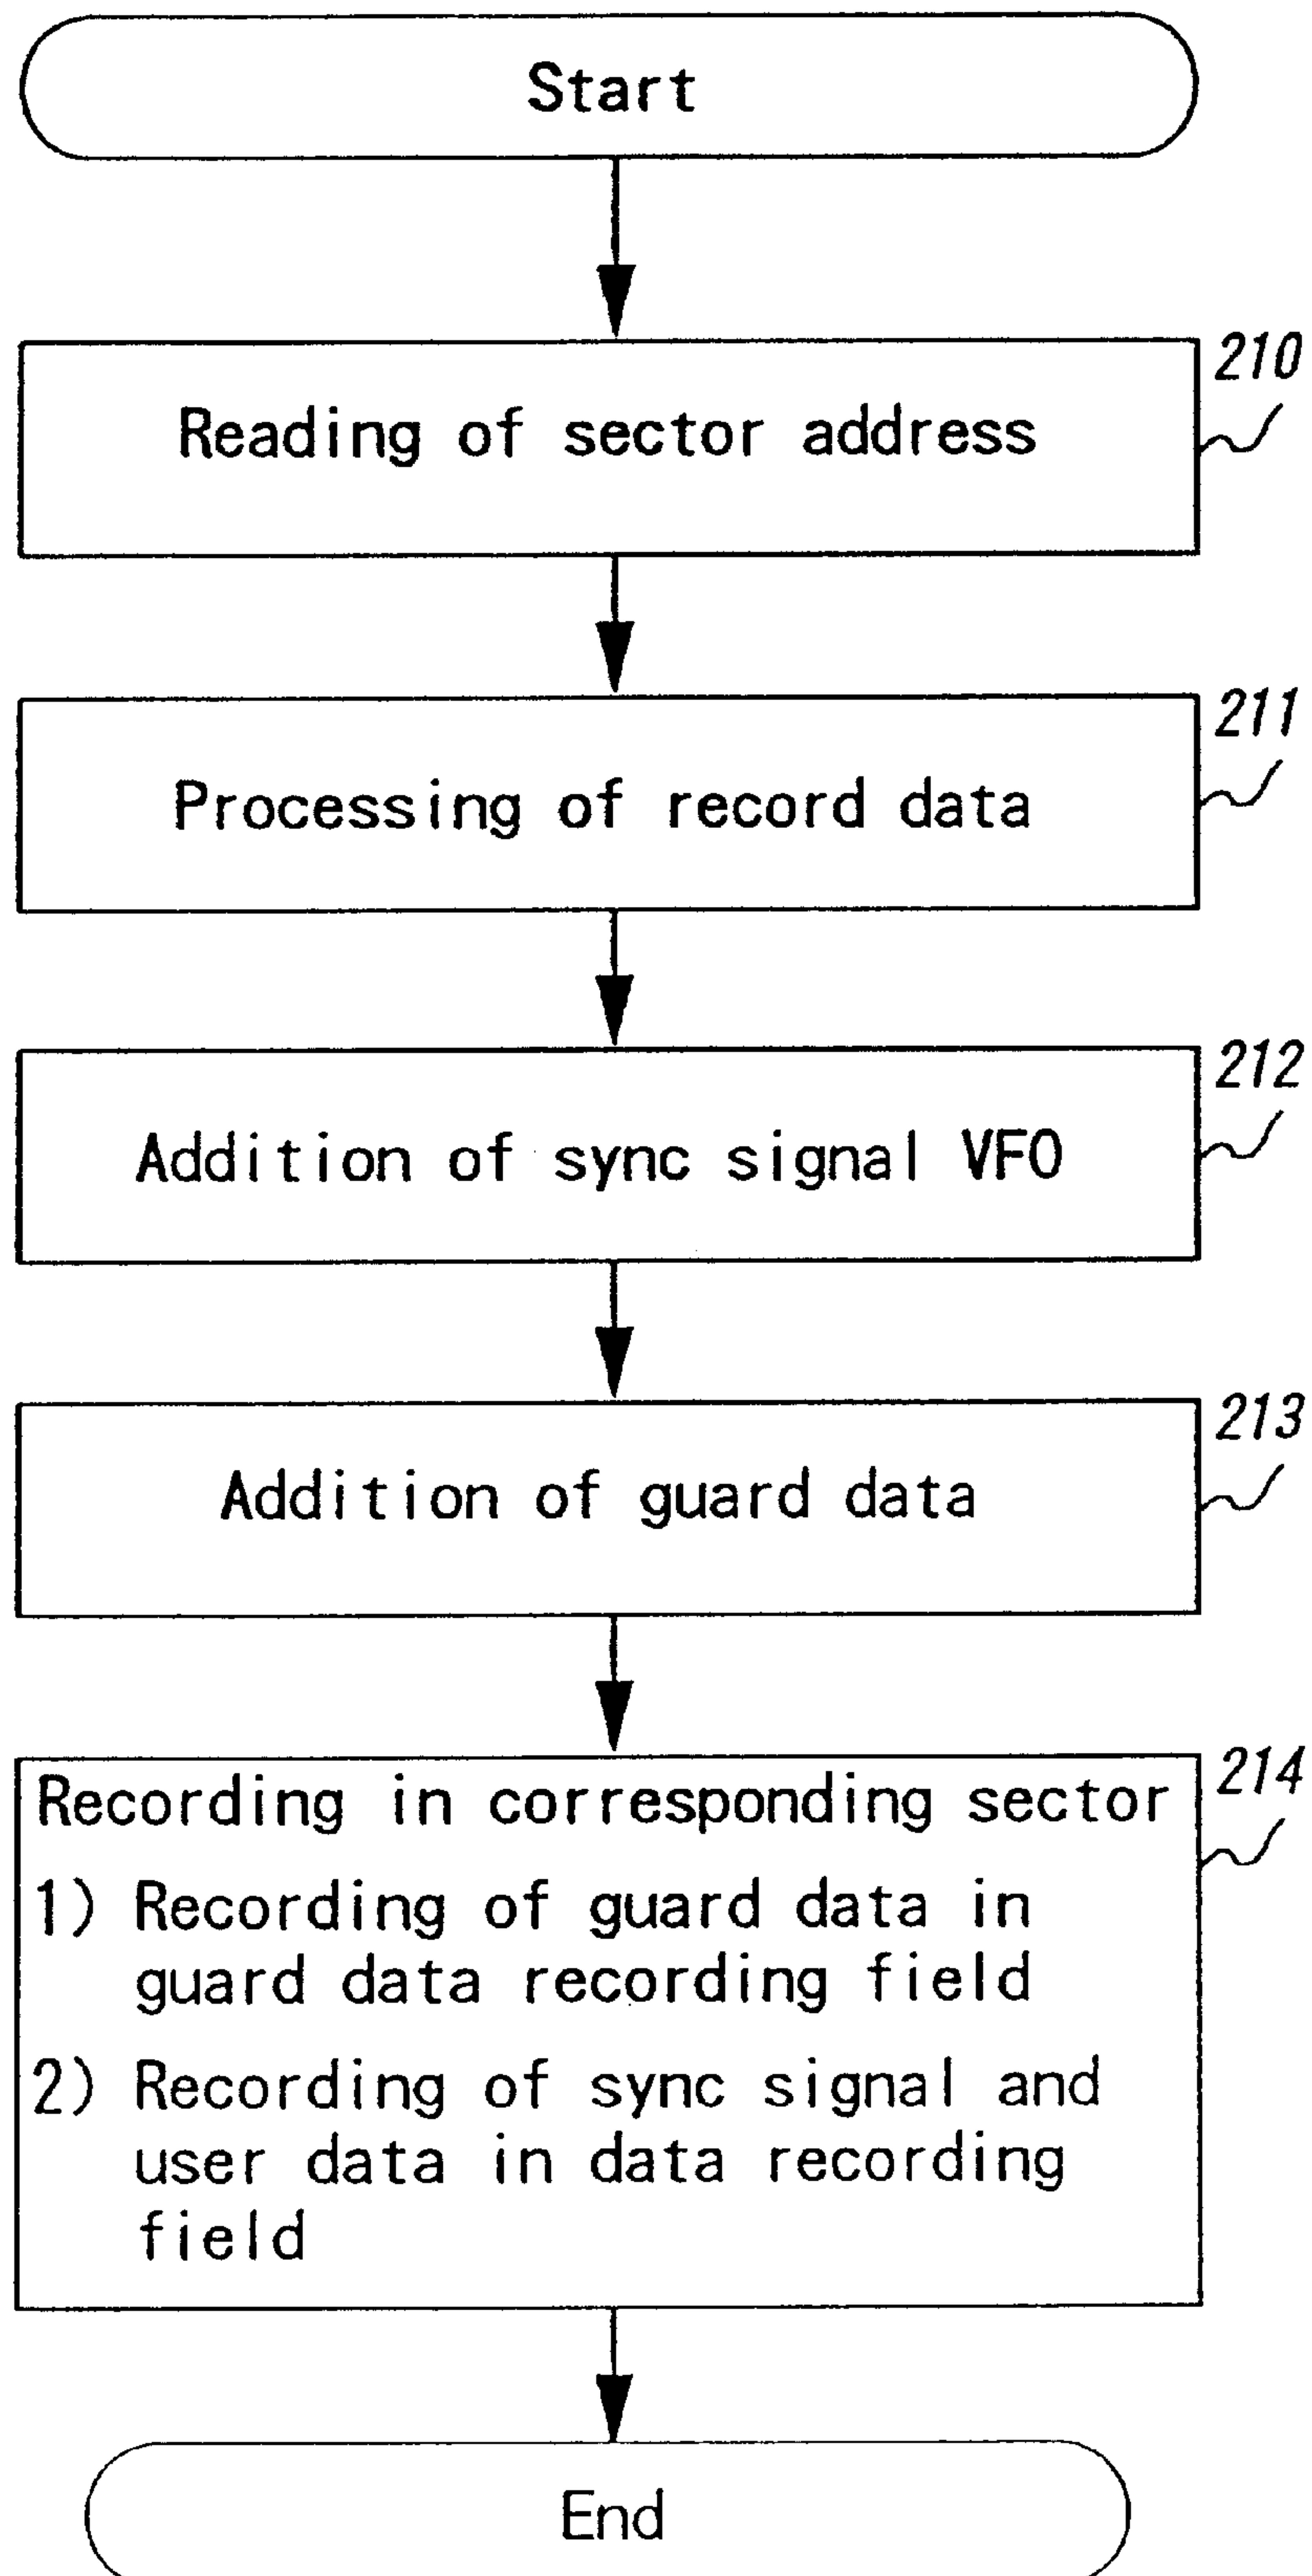 Start
210
Reading of sector address
211
Processing of record data
212
Addition of sync signal VFO
213
Addition of guard data
214
Recording in corresponding sector
1) Recording of guard data in
guard data recording field
2) Recording of sync signal and
user data in data recording
field
End